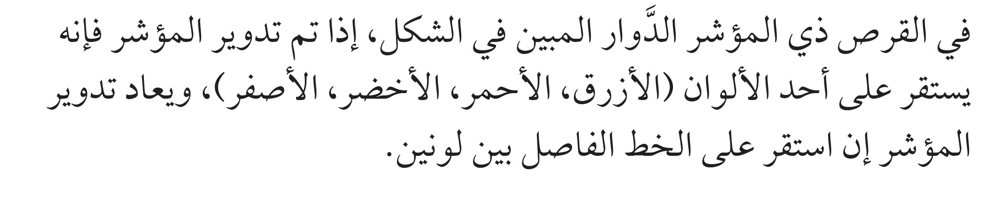 في القرص ذي المؤشر الدَّوار المبين في الشكل، إذا تم تدوير المؤشر فإنه
يستقر على أحد الألوان (الأزرق، الأحمر، الأخضر، الأصفر)، ويعاد تدوير
المؤشر إن استقر على الخط الفاصل بين لونين.